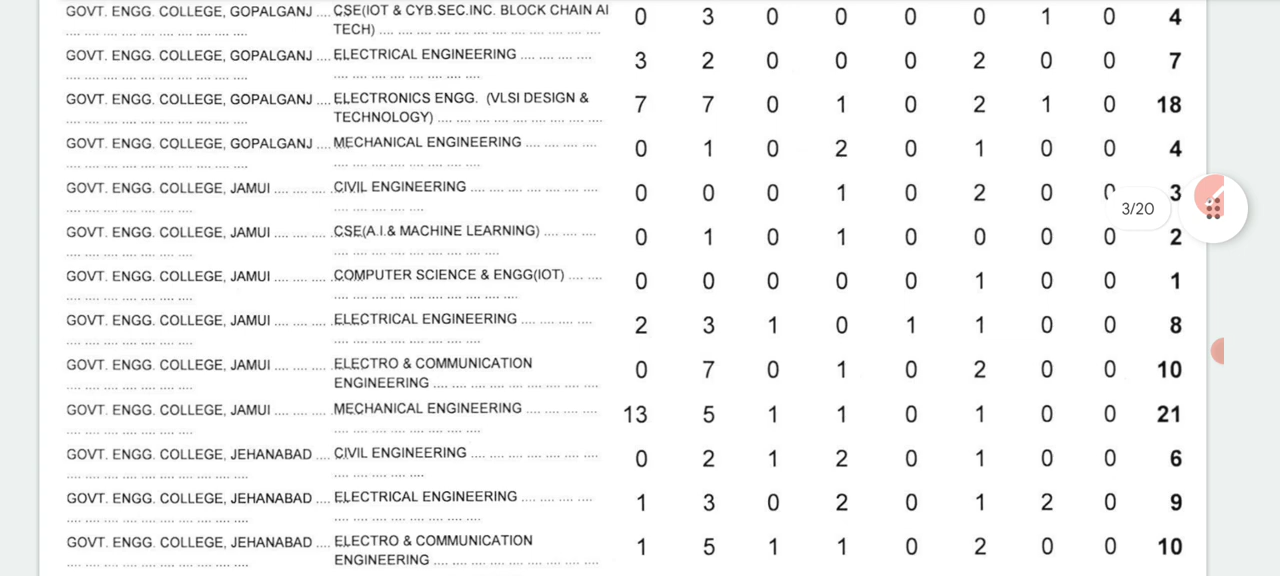 GOVT. ENGG. COLLEGE, GOPALGANJ .... CSE(IOT & CYB.SEC.INC. BLOCK CHAIN AI 0 3 0 0 0 0 1 0 4
.... .... .... .... .... .... .... .... .... .... TECH) .... .... .... .... .... .... .... .... .... .... .... ....
GOVT. ENGG. COLLEGE, GOPALGANJ .... ELECTRICAL ENGINEERING .... .... .... .... 3 2 0 0 0 2 0 0 7
.... .... .... .... .... .... .... .... .... .... .... .... .... .... .... .... .... ....
GOVT. ENGG. COLLEGE, GOPALGANJ .... ELECTRONICS ENGG. (VLSI DESIGN & 7 7 0 1 0 2 1 0 18
.... .... .... .... .... .... .... .... .... .... TECHNOLOGY) .... .... .... .... .... .... .... .... ....
GOVT. ENGG. COLLEGE, GOPALGANJ .... MECHANICAL ENGINEERING .... .... .... .... 0 1 0 2 0 1 0 0 4
.... .... .... .... .... .... .... .... .... .... .... .... .... .... .... .... .... ....
GOVT. ENGG. COLLEGE, JAMUI .... .... .... CIVIL ENGINEERING .... .... .... .... .... .... .... 0 0 0 1 0 2 0 0 3
.... .... .... .... .... .... .... .... .... .... .... ....
GOVT. ENGG. COLLEGE, JAMUI .... .... .... CSE(A.I.& MACHINE LEARNING) .... .... .... 0 1 0 1 0 0 0 0 2
.... .... .... .... .... .... .... .... .... .... .... .... .... .... .... .... ....
GOVT. ENGG. COLLEGE, JAMUI .... .... .... COMPUTER SCIENCE & ENGG(IOT) .... .... 0 0 0 0 0 1 0 0 1
.... .... .... .... .... .... .... .... .... .... .... .... .... .... .... .... .... ....
GOVT. ENGG. COLLEGE, JAMUI .... .... .... ELECTRICAL ENGINEERING .... .... .... .... 2 3 1 0 1 1 0 0 8
.... .... .... .... .... .... .... .... .... .... .... .... .... .... .... ....
GOVT. ENGG. COLLEGE, JAMUI .... .... .... ELECTRO & COMMUNICATION 0 7 0 1 0 2 0 0 10
.... .... .... .... .... .... .... ENGINEERING .... .... .... .... .... .... .... .... ....
GOVT. ENGG. COLLEGE, JAMUI .... .... .... MECHANICAL ENGINEERING .... .... .... .... 13 5 1 1 0 1 0 0 21
.... .... .... .... .... .... .... .... .... .... .... .... .... .... .... ....
GOVT. ENGG. COLLEGE, JEHANABAD .... CIVIL ENGINEERING .... .... .... .... .... .... .... 0 2 1 2 0 1 0 0 6
.... .... .... .... .... .... .... .... .... .... .... .... .... .... ....
GOVT. ENGG. COLLEGE, JEHANABAD .... ELECTRICAL ENGINEERING .... .... .... .... 1 3 0 2 0 1 2 0 9
.... .... .... .... .... .... .... .... .... .... .... .... .... .... .... .... .... ....
GOVT. ENGG. COLLEGE, JEHANABAD .... ELECTRO & COMMUNICATION 1 5 1 1 0 2 0 0 10
.... .... .... .... .... .... .... .... .... .... ENGINEERING .... .... .... .... .... .... .... .... ....
3/20